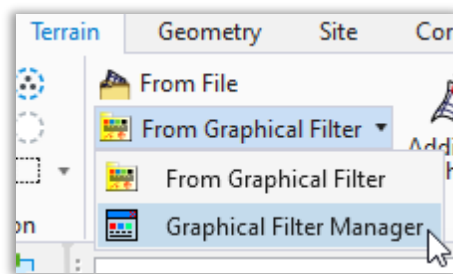 Terrain Geometry Site
From File
From Graphical Filter
From Graphical Filter
Graphical Filter Manager